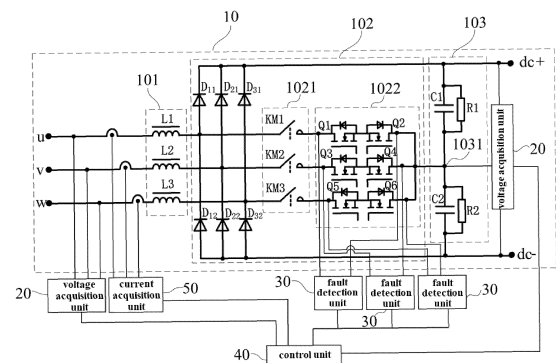 10
102
103
dc+
101
D11
D21
D31
1021
1022
C1
R1
L1
KM1
Q1
Q2
u
L2
KM2
Q3
Q4
1031
voltage acquisition unit
20
v
L3
KM3
Q5
Q6
w
C2
R2
D12
D22
D32
dc-
20
voltage
acquisition
unit
current
acquisition
unit
50
30
fault
detection
unit
fault
detection
unit
fault
detection
unit
30
30
control unit
40